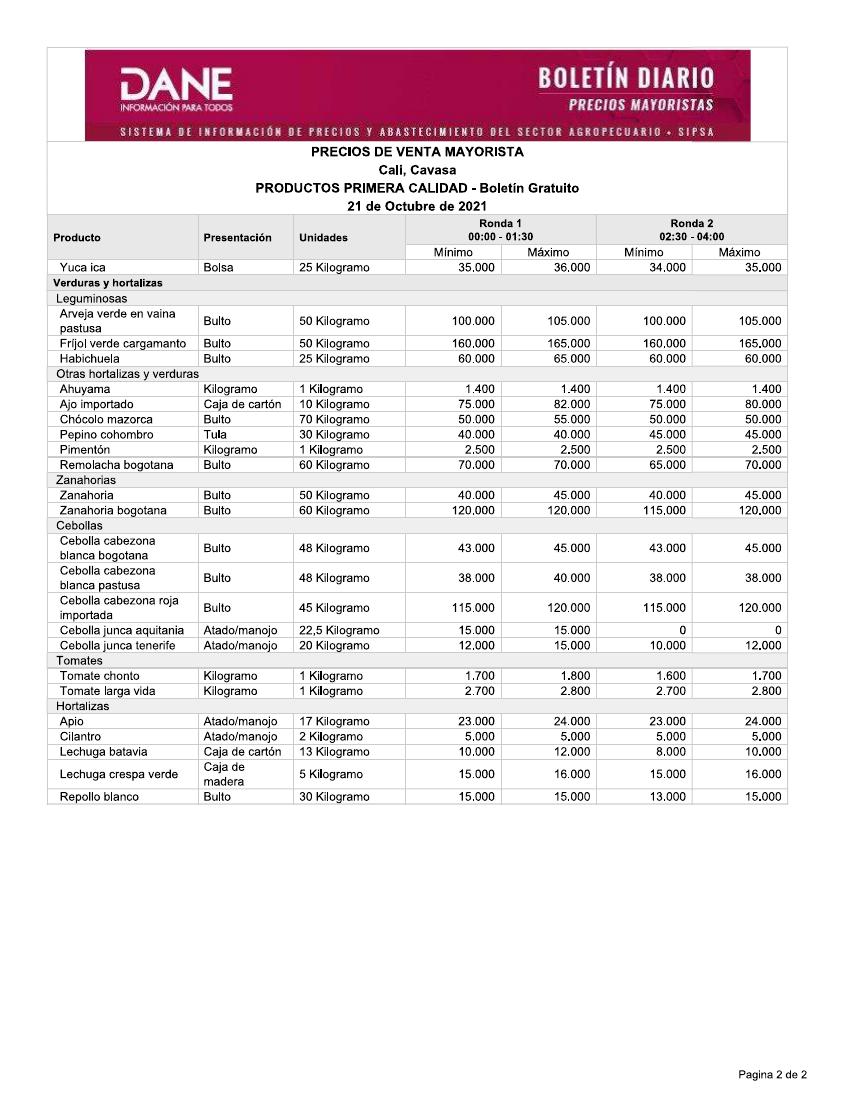 DANE
INFORMACIÓN PARA TODOS
BOLETÍN DIARIO
PRECIOS MAYORISTAS
SISTEMA DE INFORMACIÓN DE PRECIOS Y ABASTECIMIENTO DEL SECTOR AGROPECUARIO • SIPSA
PRECIOS DE VENTA MAYORISTA
Cali, Cavasa
PRODUCTOS PRIMERA CALIDAD - Boletín Gratuito
21 de Octubre de 2021
Producto Presentación Unidades Ronda 1 Ronda 2
00:00 - 01:30 02:30 - 04:00
Mínimo Máximo Mínimo Máximo
Yuca ica Bolsa 25 Kilogramo 35.000 36.000 34.000 35.000
Verduras y hortalizas
Leguminosas
Arveja verde en vaina
pastusa Bulto 50 Kilogramo 100.000 105.000 100.000 105.000
Fríjol verde cargamanto Bulto 50 Kilogramo 160.000 165.000 160.000 165.000
Habichuela Bulto 25 Kilogramo 60.000 65.000 60.000 60.000
Otras hortalizas y verduras
Ahuyama Kilogramo 1 Kilogramo 1.400 1.400 1.400 1.400
Ajo importado Caja de cartón 10 Kilogramo 75.000 82.000 75.000 80.000
Chócolo mazorca Bulto 70 Kilogramo 50.000 55.000 50.000 50.000
Pepino cohombro Tula 30 Kilogramo 40.000 40.000 45.000 45.000
Pimentón Kilogramo 1 Kilogramo 2.500 2.500 2.500 2.500
Remolacha bogotana Bulto 60 Kilogramo 70.000 70.000 65.000 70.000
Zanahorias
Zanahoria Bulto 50 Kilogramo 40.000 45.000 40.000 45.000
Zanahoria bogotana Bulto 60 Kilogramo 120.000 120.000 115.000 120.000
Cebollas
Cebolla cabezona
blanca bogotana Bulto 48 Kilogramo 43.000 45.000 43.000 45.000
Cebolla cabezona
blanca pastusa Bulto 48 Kilogramo 38.000 40.000 38.000 38.000
Cebolla cabezona roja
importada Bulto 45 Kilogramo 115.000 120.000 115.000 120.000
Cebolla junca aquitania Atado/manojo 22,5 Kilogramo 15.000 15.000 0 0
Cebolla junca tenerife Atado/manojo 20 Kilogramo 12.000 15.000 10.000 12.000
Tomates
Tomate chonto Kilogramo 1 Kilogramo 1.700 1.800 1.600 1.700
Tomate larga vida Kilogramo 1 Kilogramo 2.700 2.800 2.700 2.800
Hortalizas
Apio Atado/manojo 17 Kilogramo 23.000 24.000 23.000 24.000
Cilantro Atado/manojo 2 Kilogramo 5.000 5.000 5.000 5.000
Lechuga batavia Caja de cartón 13 Kilogramo 10.000 12.000 8.000 10.000
Lechuga crespa verde Caja de
madera 5 Kilogramo 15.000 16.000 15.000 16.000
Repollo blanco Bulto 30 Kilogramo 15.000 15.000 13.000 15.000
Pagina 2 de 2